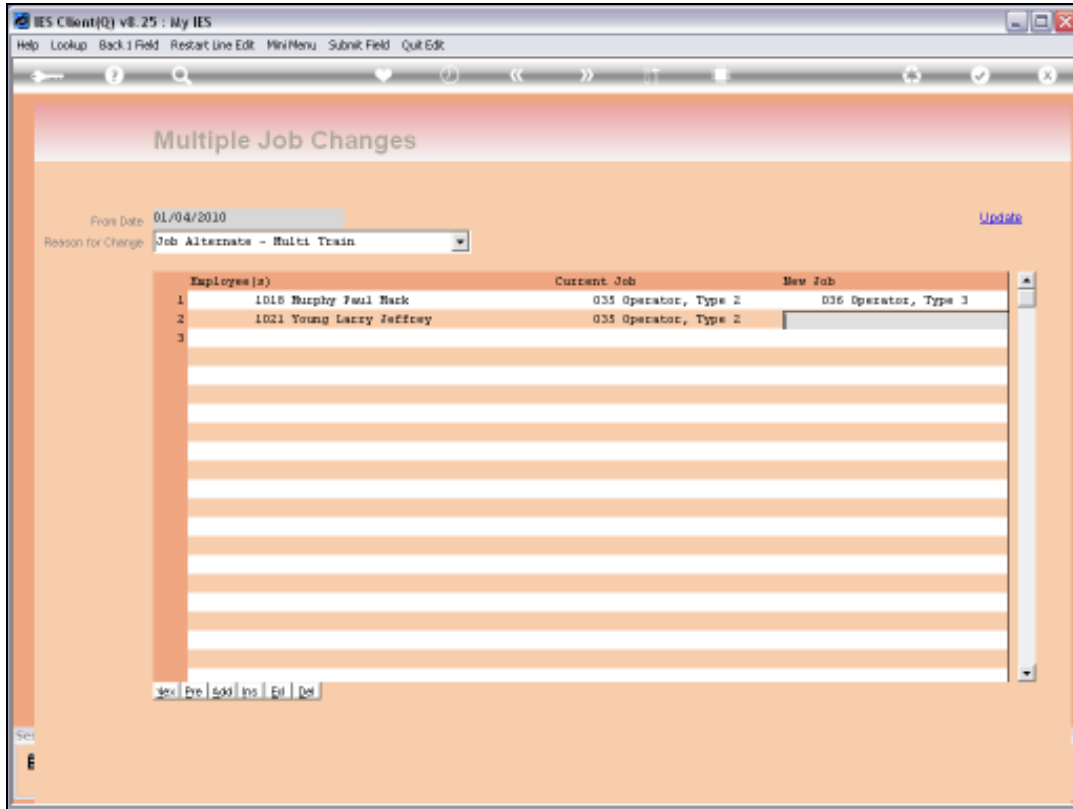 IES Client(Q) v8.25 : My IES
Help Lookup Back 1 Field Restart Line Edit MiniMenu Submit Field Quit Edit
Multiple Job Changes
From Date 01/04/2010 Update
Reason for Change Job Alternate - Multi Train
Employee(s) Current Job New Job
1 1018 Murphy Paul Mark 035 Operator, Type 2 036 Operator, Type 3
2 1021 Young Larry Jeffrey 035 Operator, Type 2
3
Nex Pre Add Ins Del